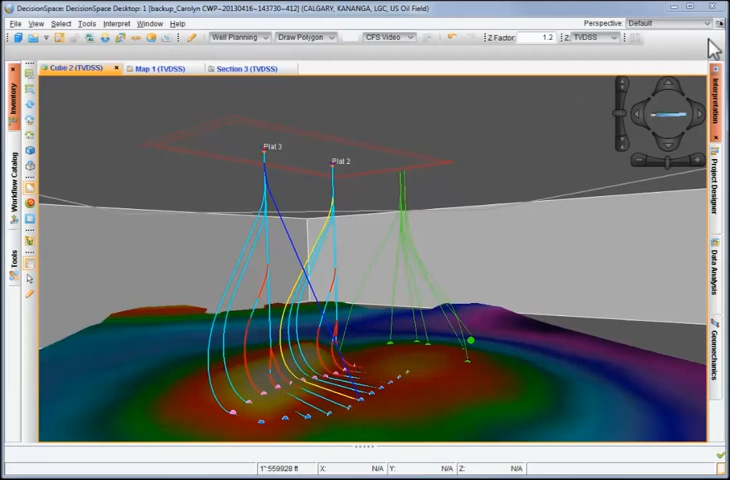 DecisionSpace: DecisionSpace Desktop: 1 [backup_Carolyn CWP~20130416~143730~412] (CALGARY, KANANGA, LGC, US Oil Field)
File View Select Tools Interpret Window Help
Perspective: Default
Well Planning Draw Polygon CFS Video Z Factor: 1.2 Z: TVDSS
Cube 2 (TVDSS) Map 1 (TVDSS) Section 3 (TVDSS)
Inventory
Workflow Catalog
Tools
Plat 3
Plat 2
Interpretation
Project Designer
Data Analysis
Geomechanics
1":559928 ft X: N/A Y: N/A Z: N/A